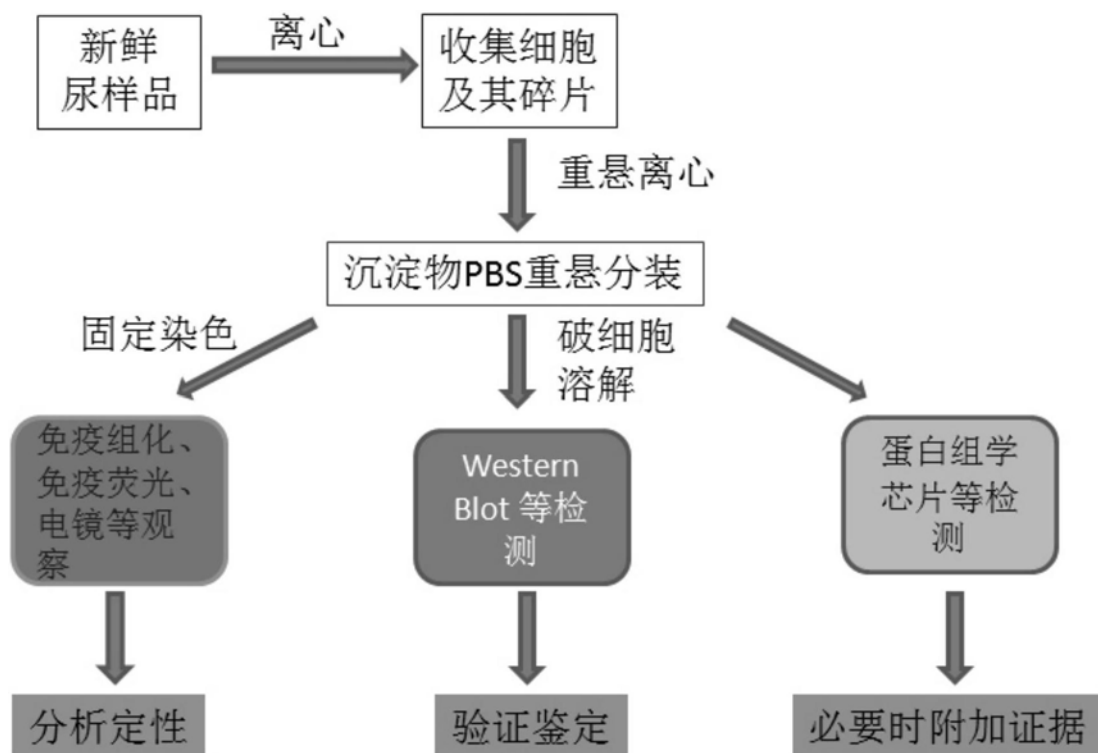 新鲜
尿样品
离心
收集细胞
及其碎片
重悬离心
沉淀物PBS重悬分装
固定染色
破细胞
溶解
免疫组化、
免疫荧光、
电镜等观
察
Western
Blot 等检
测
蛋白组学
芯片等检
测
分析定性
验证鉴定
必要时附加证据